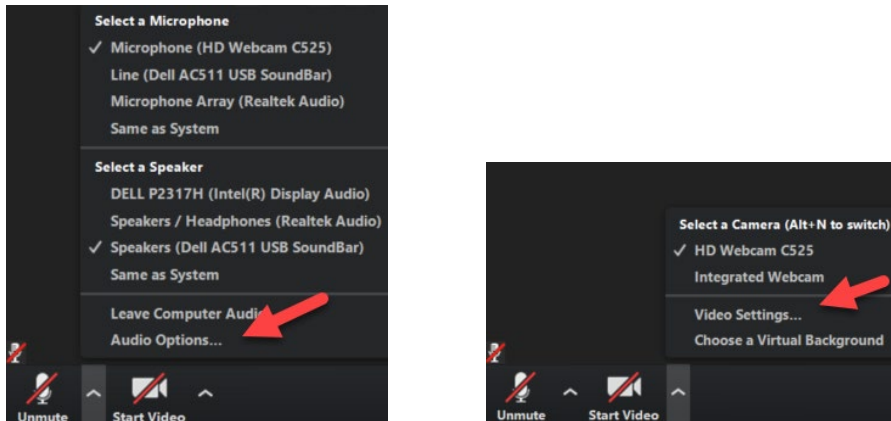 Select a Microphone
Microphone (HD Webcam C525)
Line (Dell AC511 USB SoundBar)
Microphone Array (Realtek Audio)
Same as System
Select a Speaker
DELL P2317H (Intel(R) Display Audio)
Speakers / Headphones (Realtek Audio)
Speakers (Dell AC511 USB SoundBar)
Same as System
Leave Computer Audio
Audio Options...
Unmute
Start Video
Select a Camera (Alt+N to switch)
HD Webcam C525
Integrated Webcam
Video Settings...
Choose a Virtual Background
Unmute
Start Video